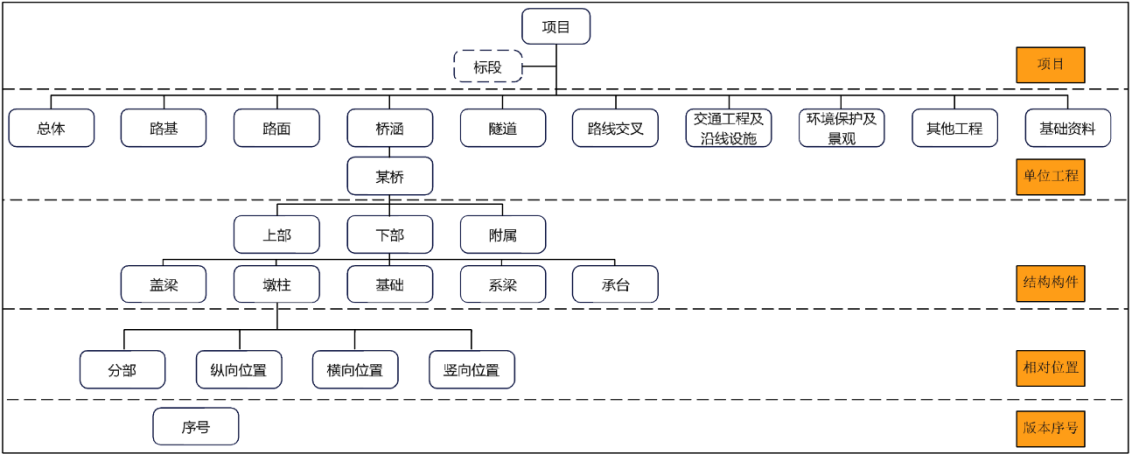 项目
标段
项目
总体
路基
路面
桥涵
隧道
路线交叉
交通工程及
沿线设施
环境保护及
景观
其他工程
基础资料
某桥
单位工程
上部
下部
附属
盖梁
墩柱
基础
系梁
承台
结构构件
分部
纵向位置
横向位置
竖向位置
相对位置
序号
版本序号